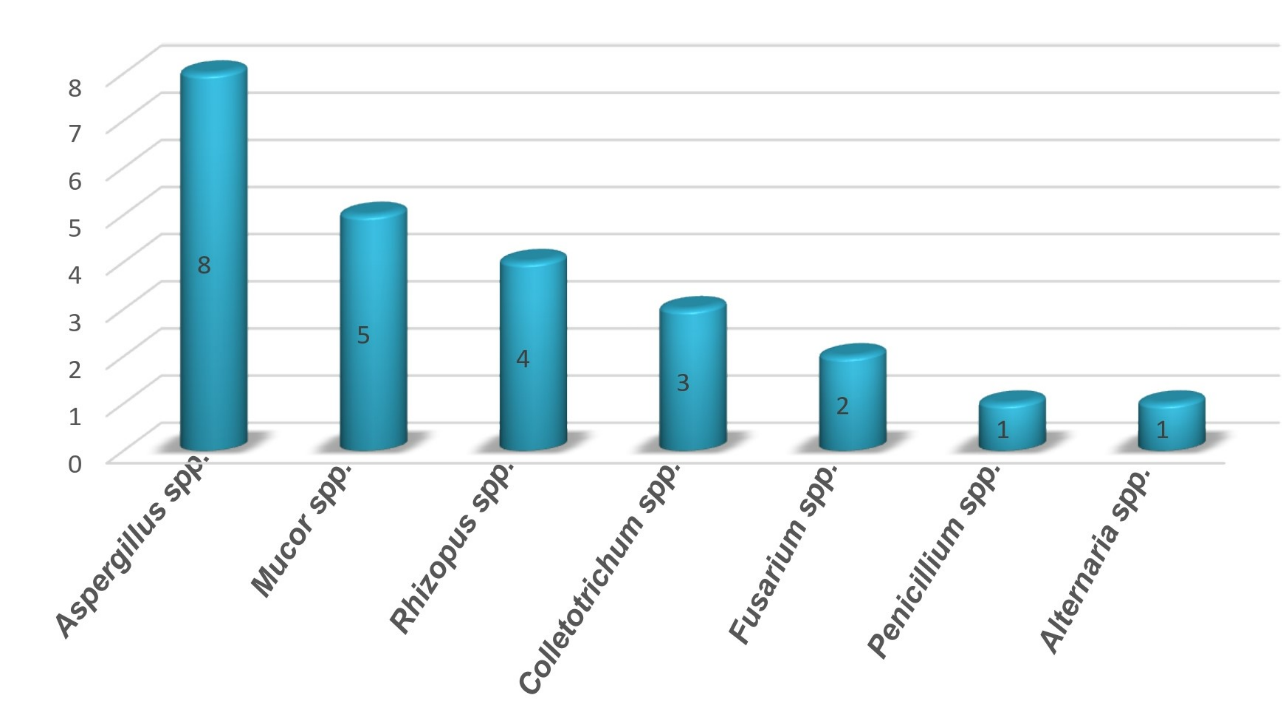 8
7
6
5
4
3
2
1
0
8
5
4
3
2
1
1
Aspergillus spp.
Mucor spp.
Rhizopus spp.
Colletotrichum spp.
Fusarium spp.
Penicillium spp.
Alternaria spp.